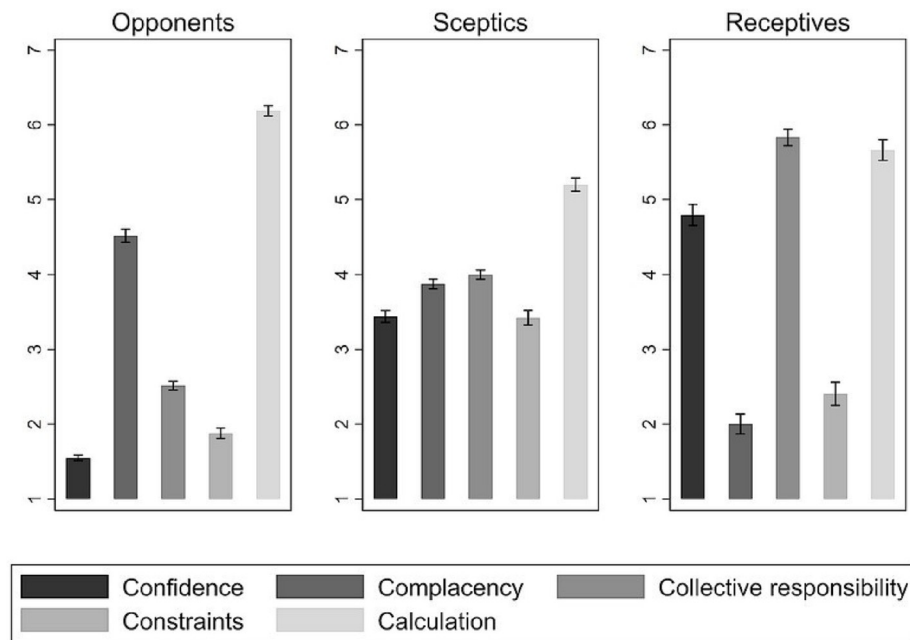 Opponents
Sceptics
Receptives
7
6
5
4
3
2
1
7
6
5
4
3
2
1
7
6
5
4
3
2
1
Confidence
Complacency
Collective responsibility
Constraints
Calculation